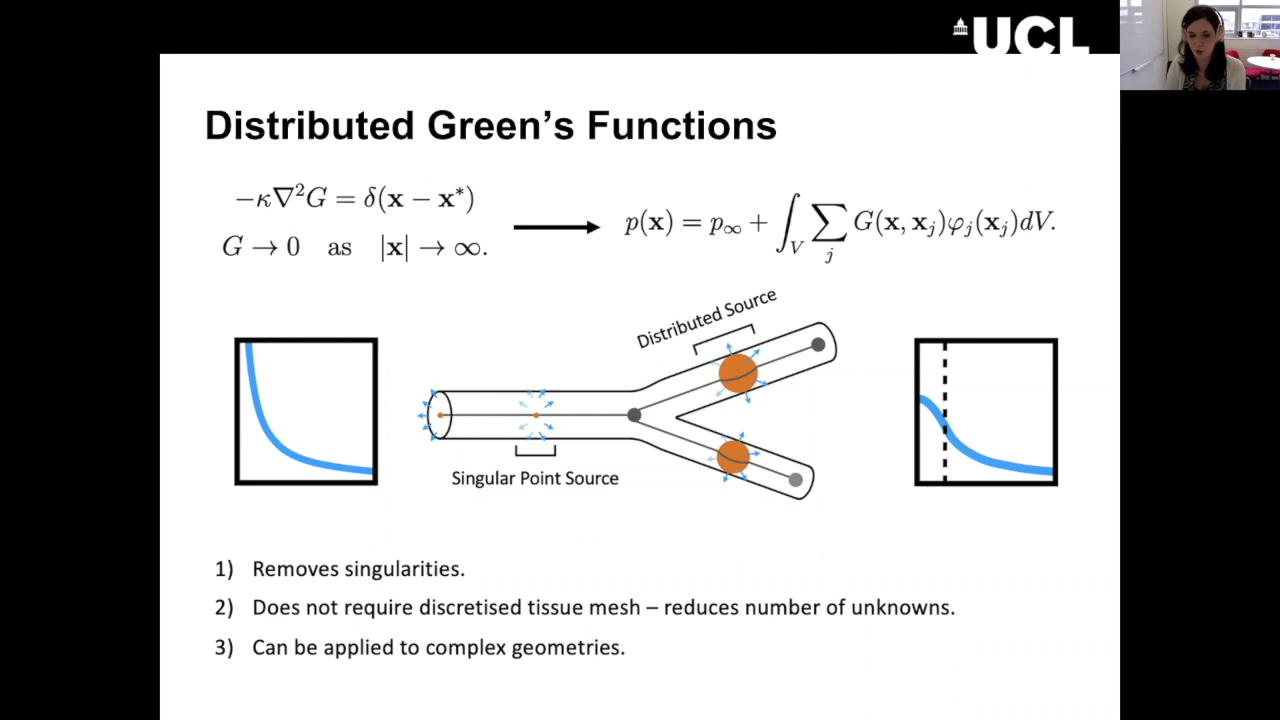 UCL
Distributed Green's Functions
−κ∇²G = δ(x − x*)
G → 0 as |x| → ∞.
p(x) = p∞ + ∫_V ∑_j G(x, x_j)φ_j(x_j)dV.
Distributed Source
Singular Point Source
1) Removes singularities.
2) Does not require discretised tissue mesh – reduces number of unknowns.
3) Can be applied to complex geometries.